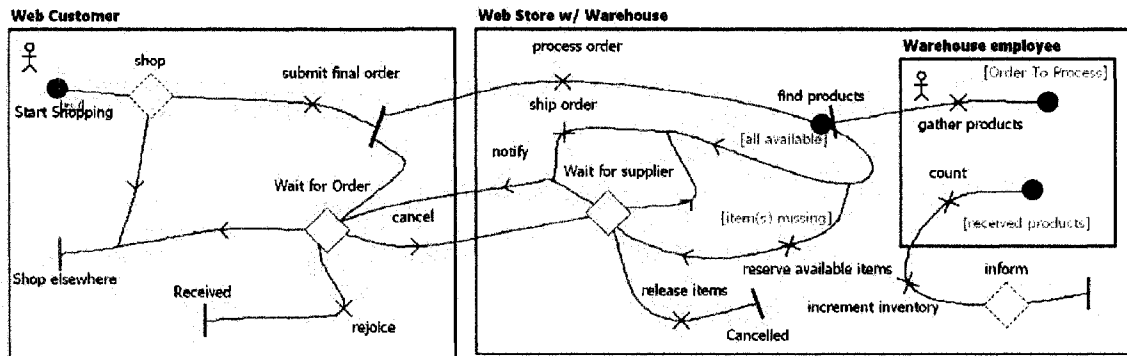 Web Customer
Web Store w/ Warehouse
process order
Warehouse employee
shop
submit final order
[Order To Process]
Start Shopping
ship order
find products
gather products
[all available]
notify
Wait for supplier
Wait for Order
count
cancel
[item(s) missing]
[received products]
Shop elsewhere
reserve available items
inform
Received
release items
increment inventory
rejoice
Cancelled